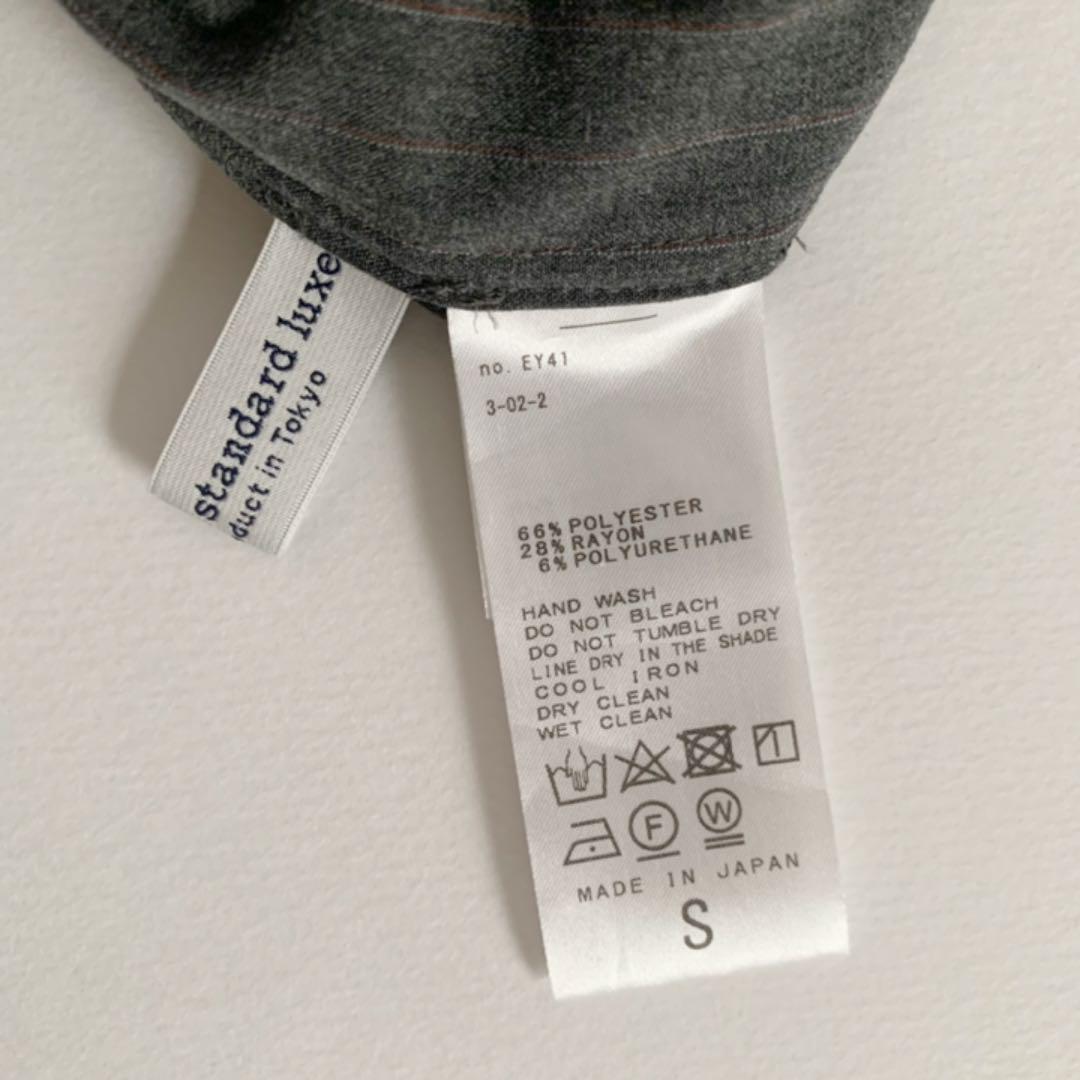 standard luxe
duct in Tokyo
no. EY41
3-02-2
66% POLYESTER
28% RAYON
6% POLYURETHANE
HAND WASH
DO NOT BLEACH
DO NOT TUMBLE DRY
LINE DRY IN THE SHADE
COOL IRON
DRY CLEAN
WET CLEAN
F W
MADE IN JAPAN
S